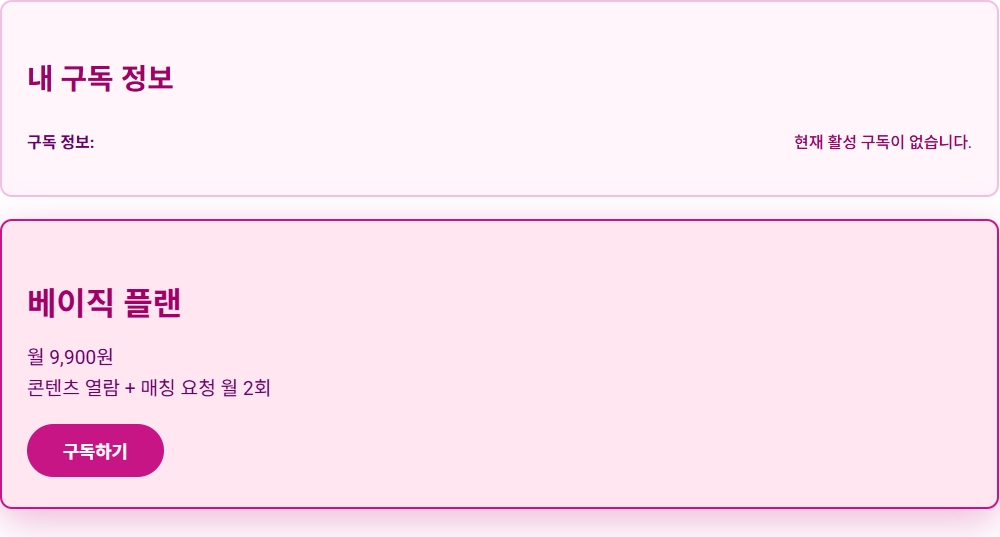 내 구독 정보
구독 정보: 현재 활성 구독이 없습니다.
베이직 플랜
월 9,900원
콘텐츠 열람 + 매칭 요청 월 2회
구독하기